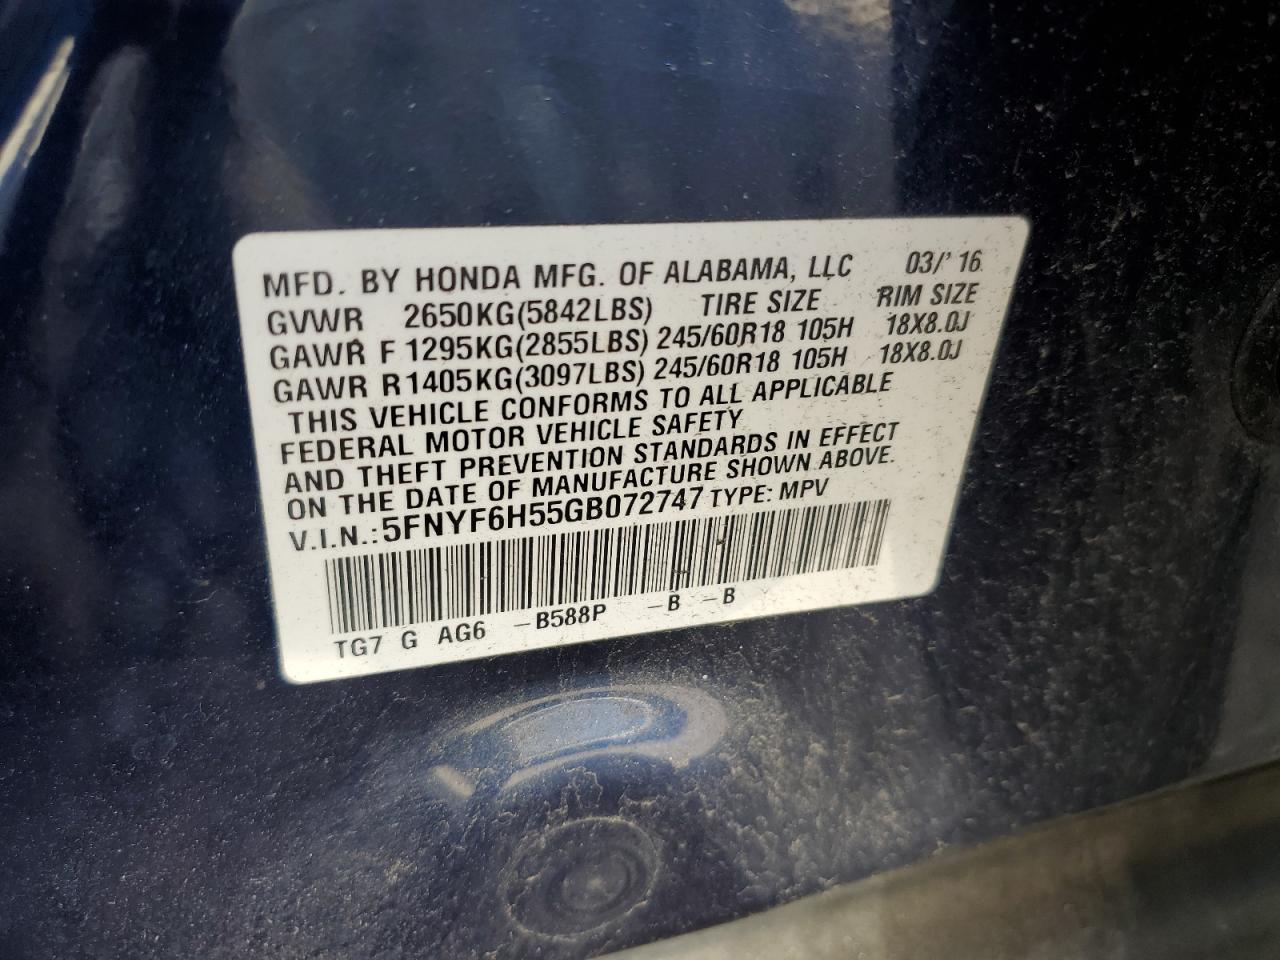 MFD. BY HONDA MFG. OF ALABAMA, LLC 03/' 16
GVWR 2650KG(5842LBS) TIRE SIZE RIM SIZE
GAWR F 1295KG(2855LBS) 245/60R18 105H 18X8.0J
GAWR R1405KG(3097LBS) 245/60R18 105H 18X8.0J
THIS VEHICLE CONFORMS TO ALL APPLICABLE
FEDERAL MOTOR VEHICLE SAFETY
AND THEFT PREVENTION STANDARDS IN EFFECT
ON THE DATE OF MANUFACTURE SHOWN ABOVE.
V.I.N.: 5FNYF6H55GB072747 TYPE: MPV
TG7 G AG6 -B588P -B -B